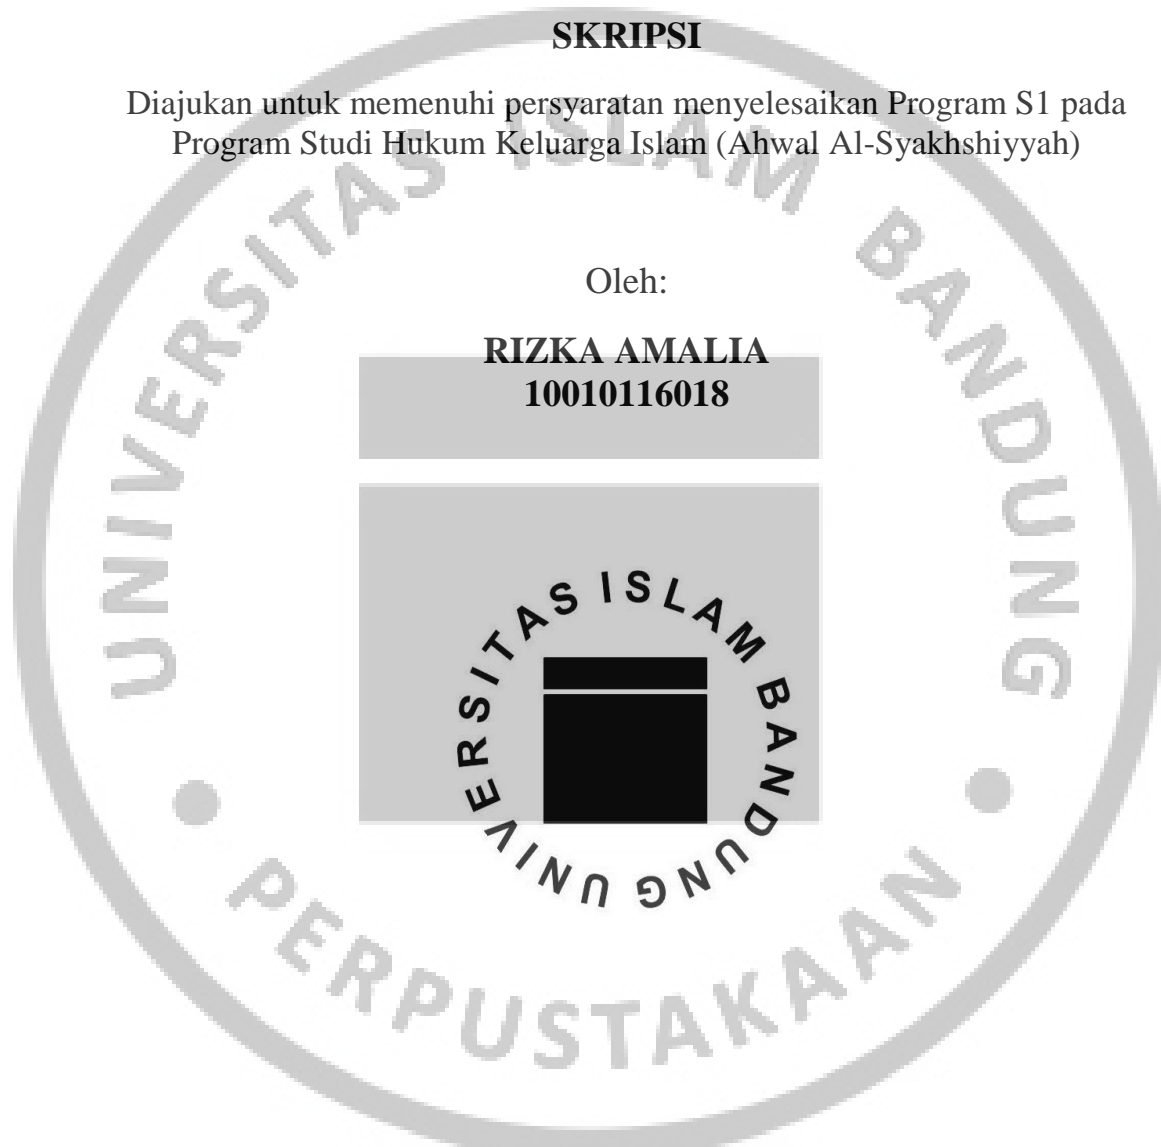 SKRIPSI
Diajukan untuk memenuhi persyaratan menyelesaikan Program S1 pada
Program Studi Hukum Keluarga Islam (Ahwal Al-Syakhshiyyah)
Oleh:
RIZKA AMALIA
10010116018
UNIVERSITAS ISLAM BANDUNG
UNIVERSITAS ISLAM BANDUNG
• PERPUSTAKAAN •